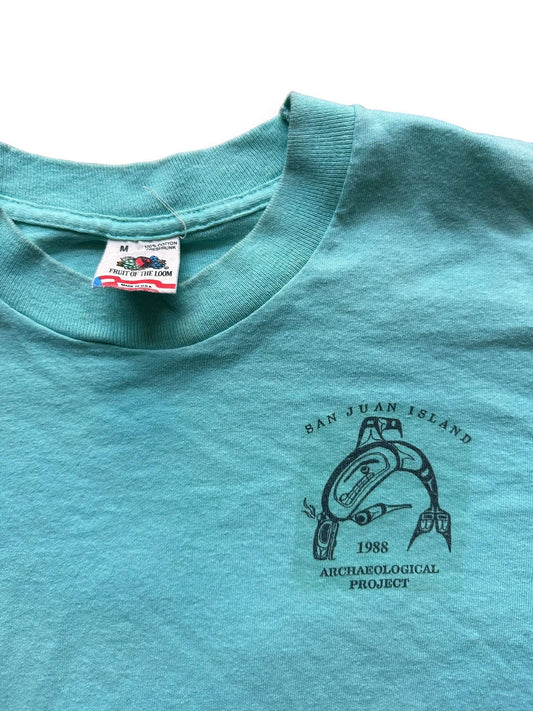 M
100% COTTON
PRESHRUNK
FRUIT OF THE LOOM
MADE IN U.S.A.
SAN JUAN ISLAND
1988
ARCHAEOLOGICAL
PROJECT